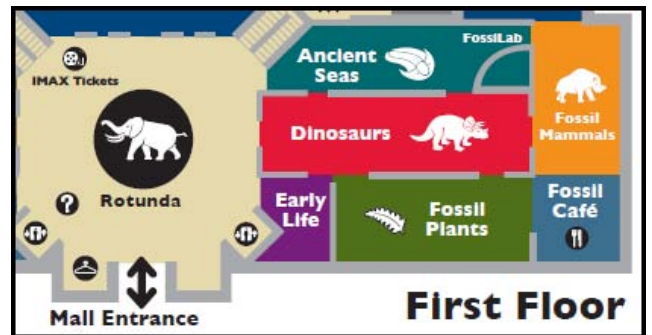 IMAX Tickets
Rotunda
?
Mall Entrance
Ancient
Seas
FossiLab
Dinosaurs
Early
Life
Fossil
Plants
Fossil
Mammals
Fossil
Café
First Floor